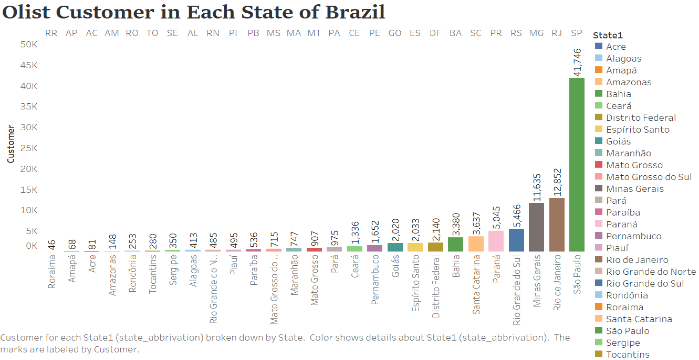 Olist Customer in Each State of Brazil
RR AP AC AM RO TO SE AL RN PI PB MS MA MT PA CE PE GO ES DF BA SC PR RS MG RJ SP
50K
45K
40K
35K
30K
25K
20K
15K
10K
5K
0K
Customer
46
68
81
148
253
280
350
413
485
495
536
715
747
907
975
1,336
1,652
2,020
2,033
2,140
3,380
3,637
5,045
5,466
11,635
12,852
41,746
Roraima
Amapá
Acre
Amazonas
Rondônia
Tocantins
Sergipe
Alagoas
Rio Grande do N..
Piauí
Paraíba
Mato Grosso do ..
Maranhão
Mato Grosso
Pará
Ceará
Pernambuco
Goiás
Espírito Santo
Distrito Federa
Bahia
Santa Catarina
Paraná
Rio Grande do Su
Minas Gerais
Rio de Janeiro
São Paulo
State1
Acre
Alagoas
Amapá
Amazonas
Bahia
Ceará
Distrito Federal
Espírito Santo
Goiás
Maranhão
Mato Grosso
Mato Grosso do Sul
Minas Gerais
Pará
Paraíba
Paraná
Pernambuco
Piauí
Rio de Janeiro
Rio Grande do Norte
Rio Grande do Sul
Rondônia
Roraima
Santa Catarina
São Paulo
Sergipe
Tocantins
Customer for each State1 (state_abbrivation) broken down by State. Color shows details about State1 (state_abbrivation). The
marks are labeled by Customer.